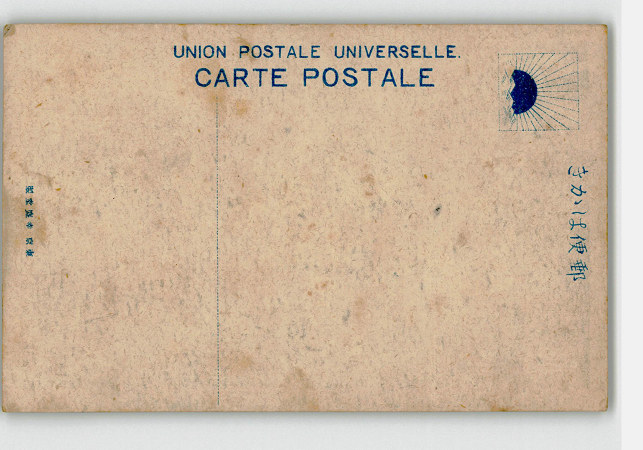 UNION POSTALE UNIVERSELLE.
CARTE POSTALE
郵便はかき